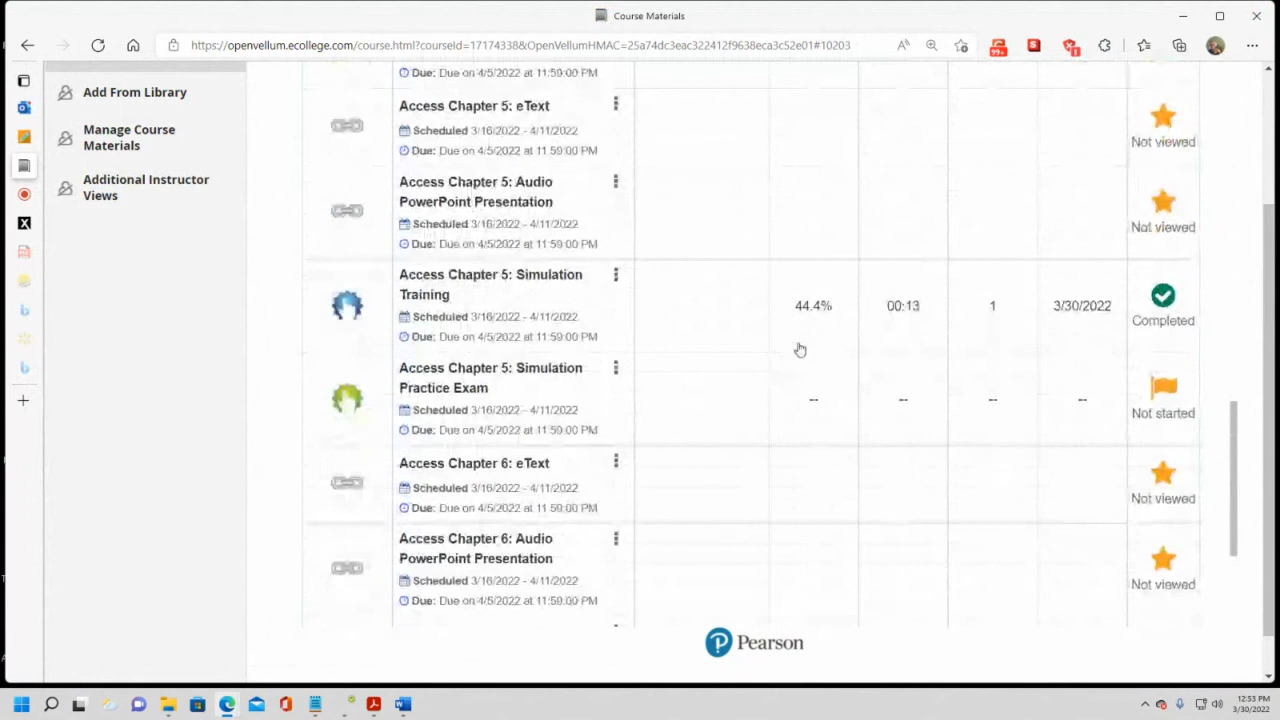 Course Materials
https://openvellum.ecollege.com/course.html?courseId=17174338&OpenVellumHMAC=25a74dc3eac322412f9638eca3c52e01#10203
Add From Library
Manage Course
Materials
Additional Instructor
Views
Due: Due on 4/5/2022 at 11:59:00 PM
Access Chapter 5: eText
Scheduled 3/16/2022 - 4/11/2022
Due: Due on 4/5/2022 at 11:59:00 PM
Not viewed
Access Chapter 5: Audio
PowerPoint Presentation
Scheduled 3/16/2022 - 4/11/2022
Due: Due on 4/5/2022 at 11:59:00 PM
Not viewed
Access Chapter 5: Simulation
Training
Scheduled 3/16/2022 - 4/11/2022
Due: Due on 4/5/2022 at 11:59:00 PM
44.4% 00:13 1 3/30/2022
Completed
Access Chapter 5: Simulation
Practice Exam
Scheduled 3/16/2022 - 4/11/2022
Due: Due on 4/5/2022 at 11:59:00 PM
-- -- -- --
Not started
Access Chapter 6: eText
Scheduled 3/16/2022 - 4/11/2022
Due: Due on 4/5/2022 at 11:59:00 PM
Not viewed
Access Chapter 6: Audio
PowerPoint Presentation
Scheduled 3/16/2022 - 4/11/2022
Due: Due on 4/5/2022 at 11:59:00 PM
Not viewed
P Pearson
12:53 PM
3/30/2022